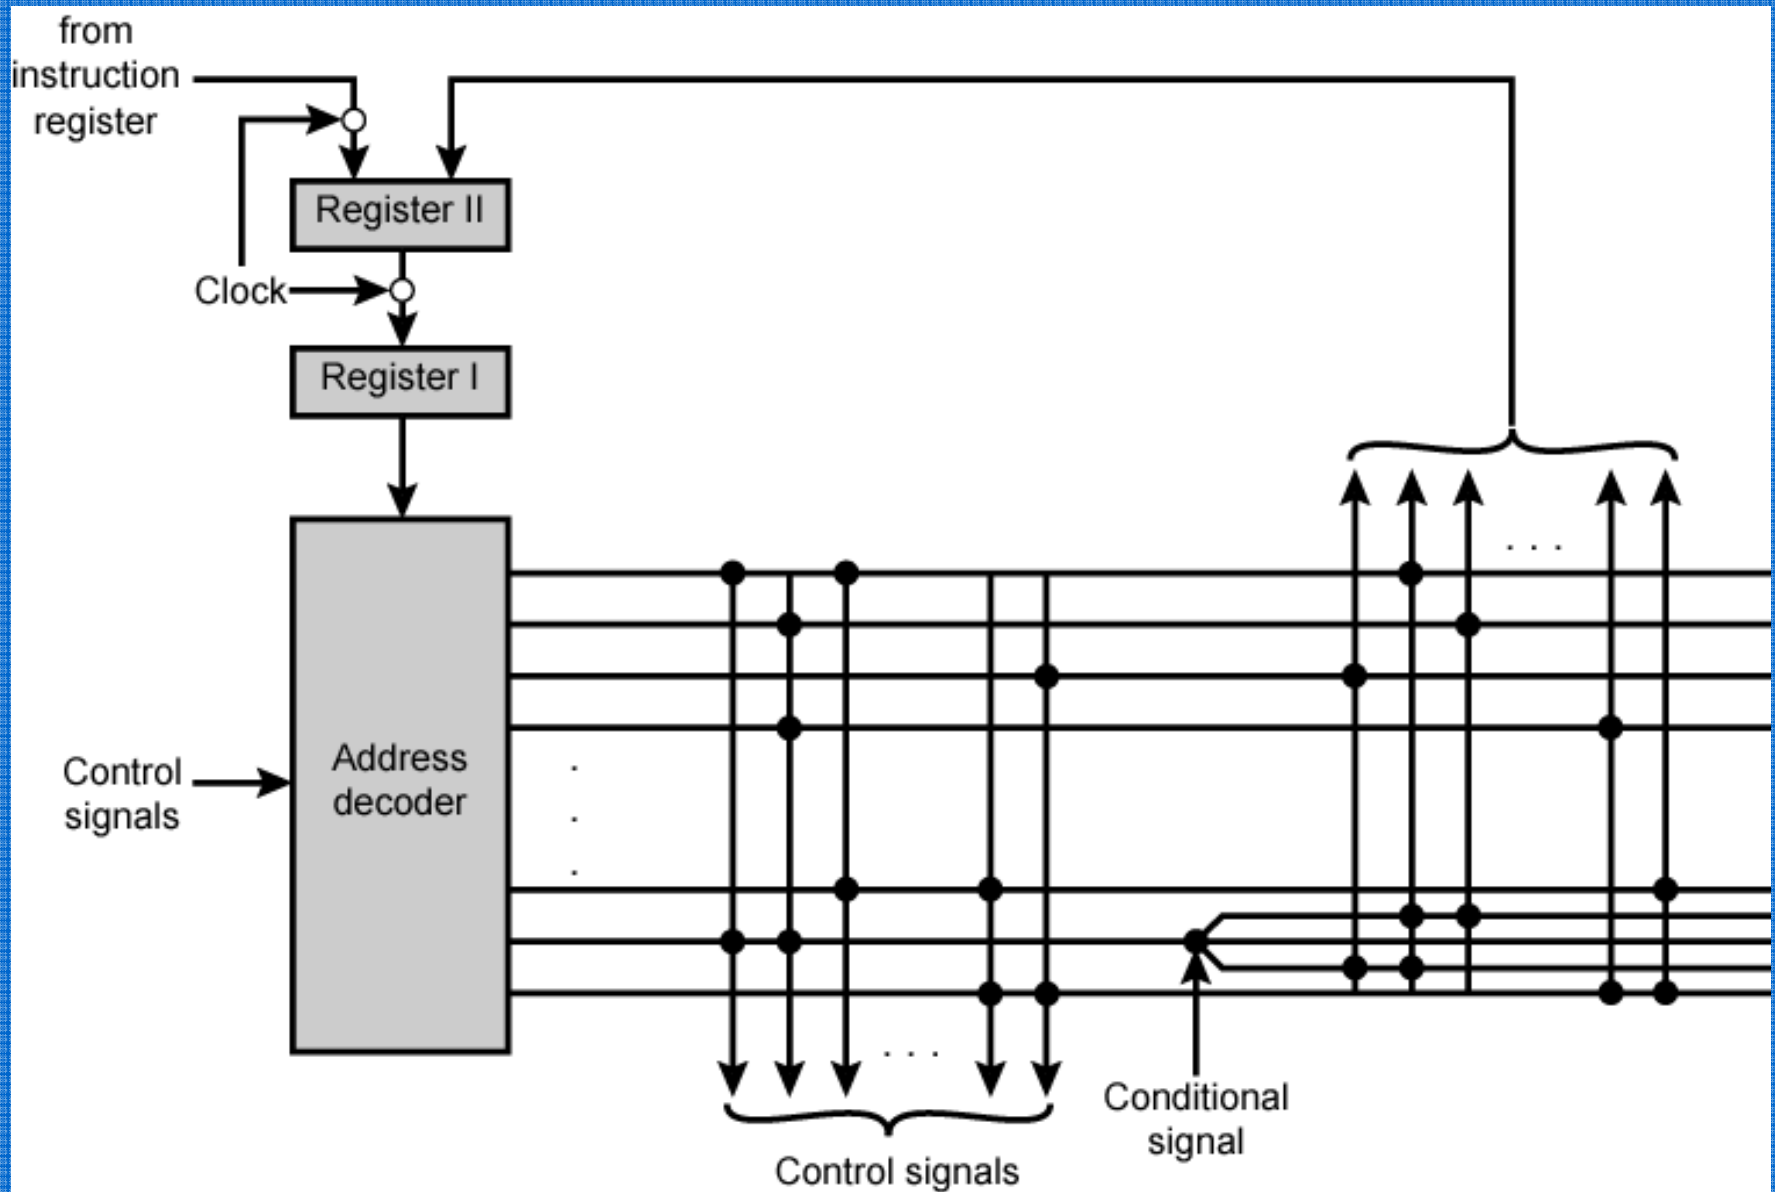 from
instruction
register
Register II
Clock
Register I
. . .
Control
signals
Address
decoder
.
.
.
. . .
Conditional
signal
Control signals